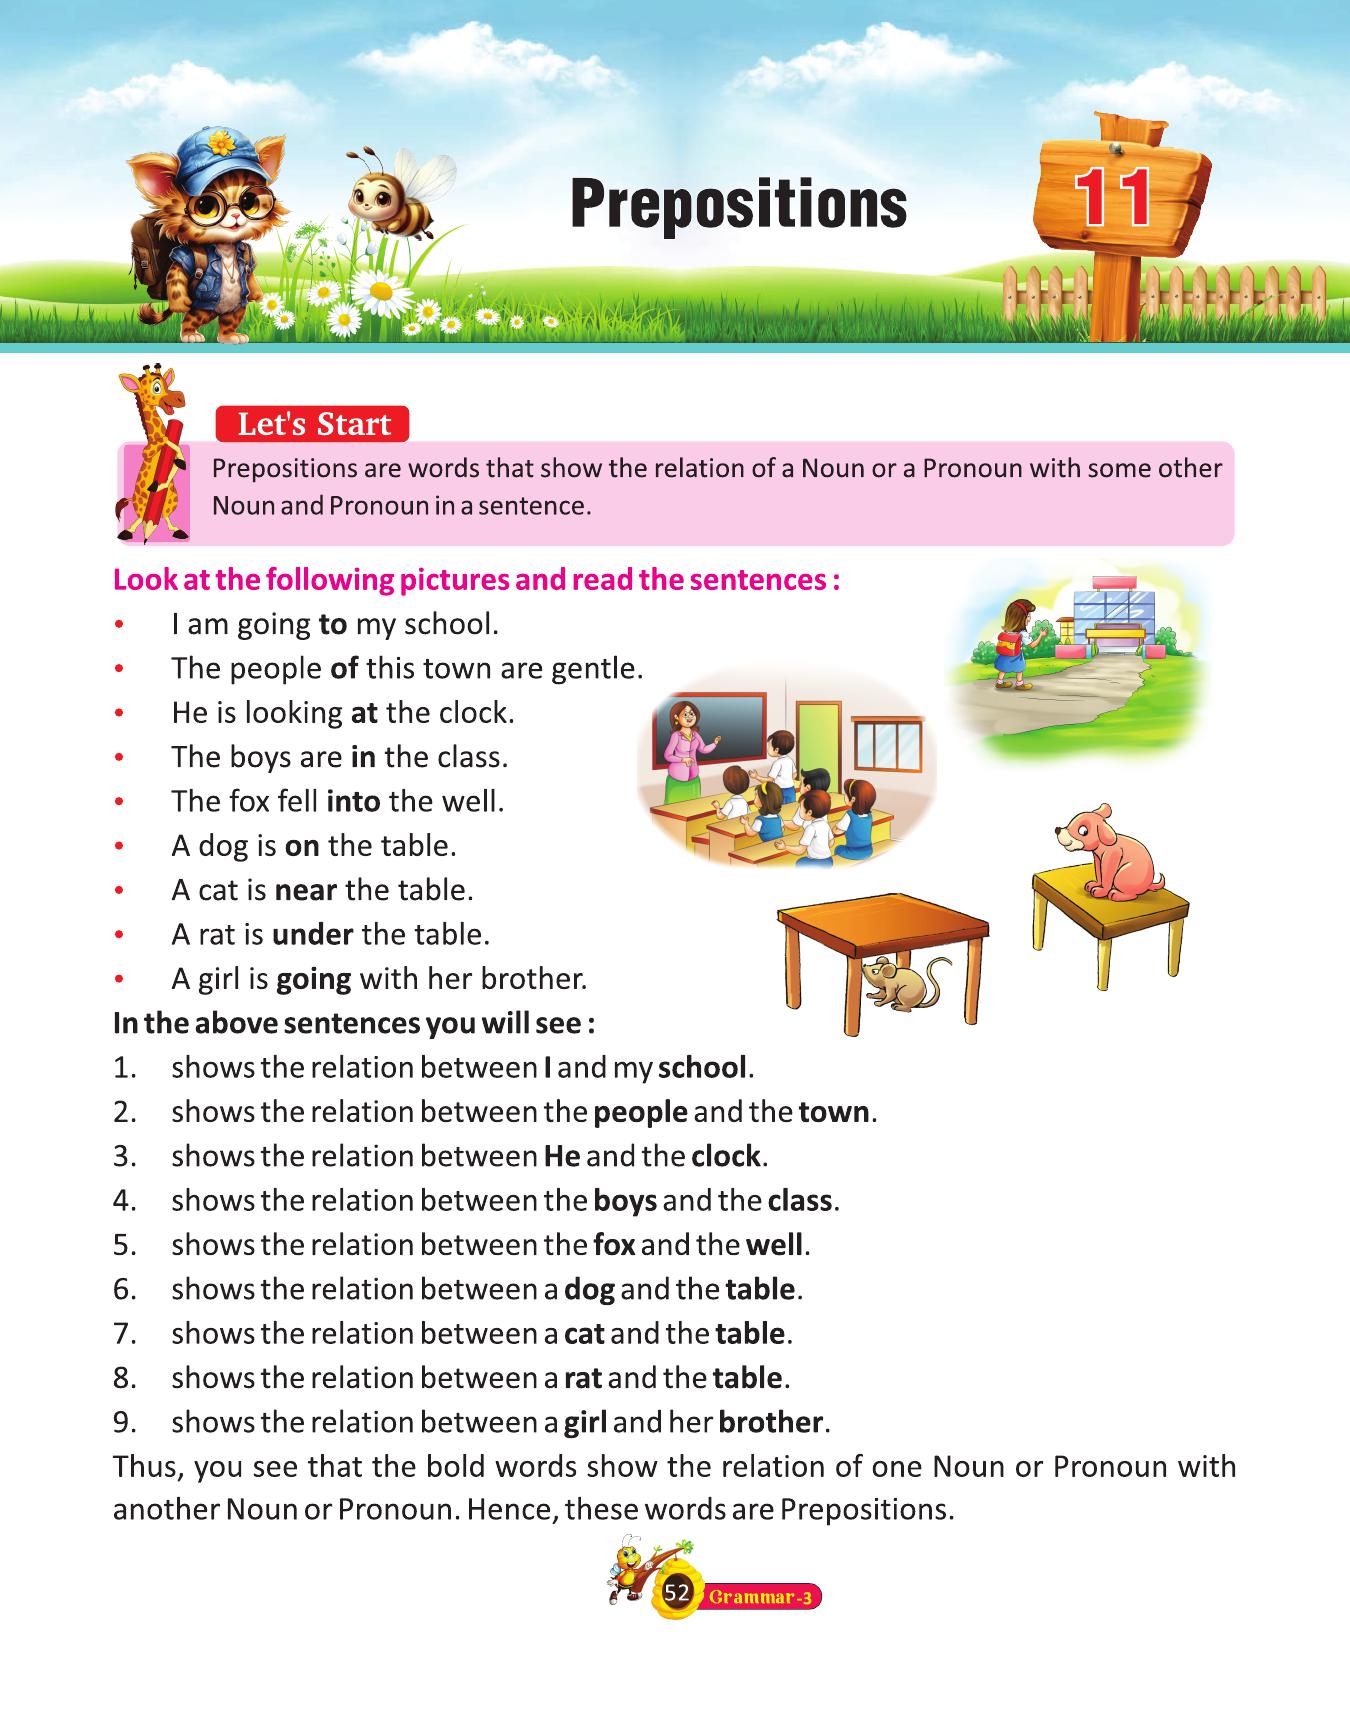 Prepositions
11
Let's Start
Prepositions are words that show the relation of a Noun or a Pronoun with some other
Noun and Pronoun in a sentence.
Look at the following pictures and read the sentences :
• I am going to my school.
• The people of this town are gentle.
• He is looking at the clock.
• The boys are in the class.
• The fox fell into the well.
• A dog is on the table.
• A cat is near the table.
• A rat is under the table.
• A girl is going with her brother.
In the above sentences you will see :
1. shows the relation between I and my school.
2. shows the relation between the people and the town.
3. shows the relation between He and the clock.
4. shows the relation between the boys and the class.
5. shows the relation between the fox and the well.
6. shows the relation between a dog and the table.
7. shows the relation between a cat and the table.
8. shows the relation between a rat and the table.
9. shows the relation between a girl and her brother.
Thus, you see that the bold words show the relation of one Noun or Pronoun with
another Noun or Pronoun. Hence, these words are Prepositions.
52 Grammar-3